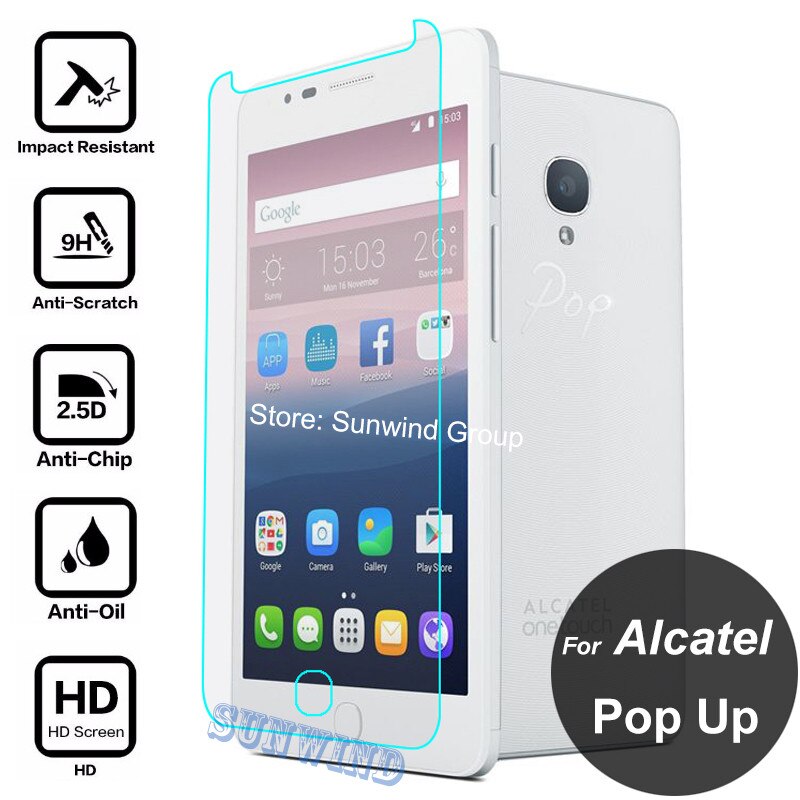 Impact Resistant
9H
Anti-Scratch
2.5D
Anti-Chip
Anti-Oil
HD
HD Screen
HD
15:03
Google
15:03
Mon 16 November
Sunny
26°C
Barcelona
APP
Apps
Music
Facebook
Social
Store: Sunwind Group
Google
Camera
Gallery
Play Store
SUNWIND
Pop
ALCATEL
onetouch
For Alcatel
Pop Up